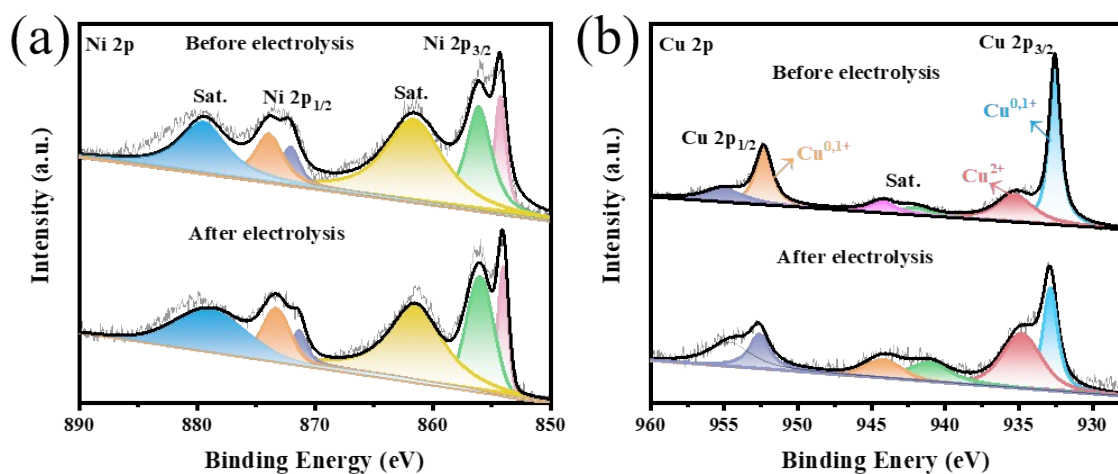 (a)
Ni 2p
Before electrolysis
Ni 2p3/2
Sat.
Ni 2p1/2
Sat.
After electrolysis
Intensity (a.u.)
890
880
870
860
850
Binding Energy (eV)
(b)
Cu 2p
Cu 2p3/2
Before electrolysis
Cu0,1+
Cu 2p1/2
Cu0,1+
Cu2+
Sat.
After electrolysis
Intensity (a.u.)
960
955
950
945
940
935
930
Binding Enery (eV)